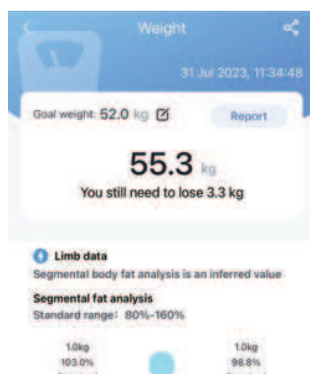 Weight
31 Jul 2023, 11:34:48
Goal weight: 52.0 kg
Report
55.3 kg
You still need to lose 3.3 kg
Limb data
Segmental body fat analysis is an inferred value
Segmental fat analysis
Standard range: 80%-160%
1.0kg 1.0kg
103.0% 98.8%